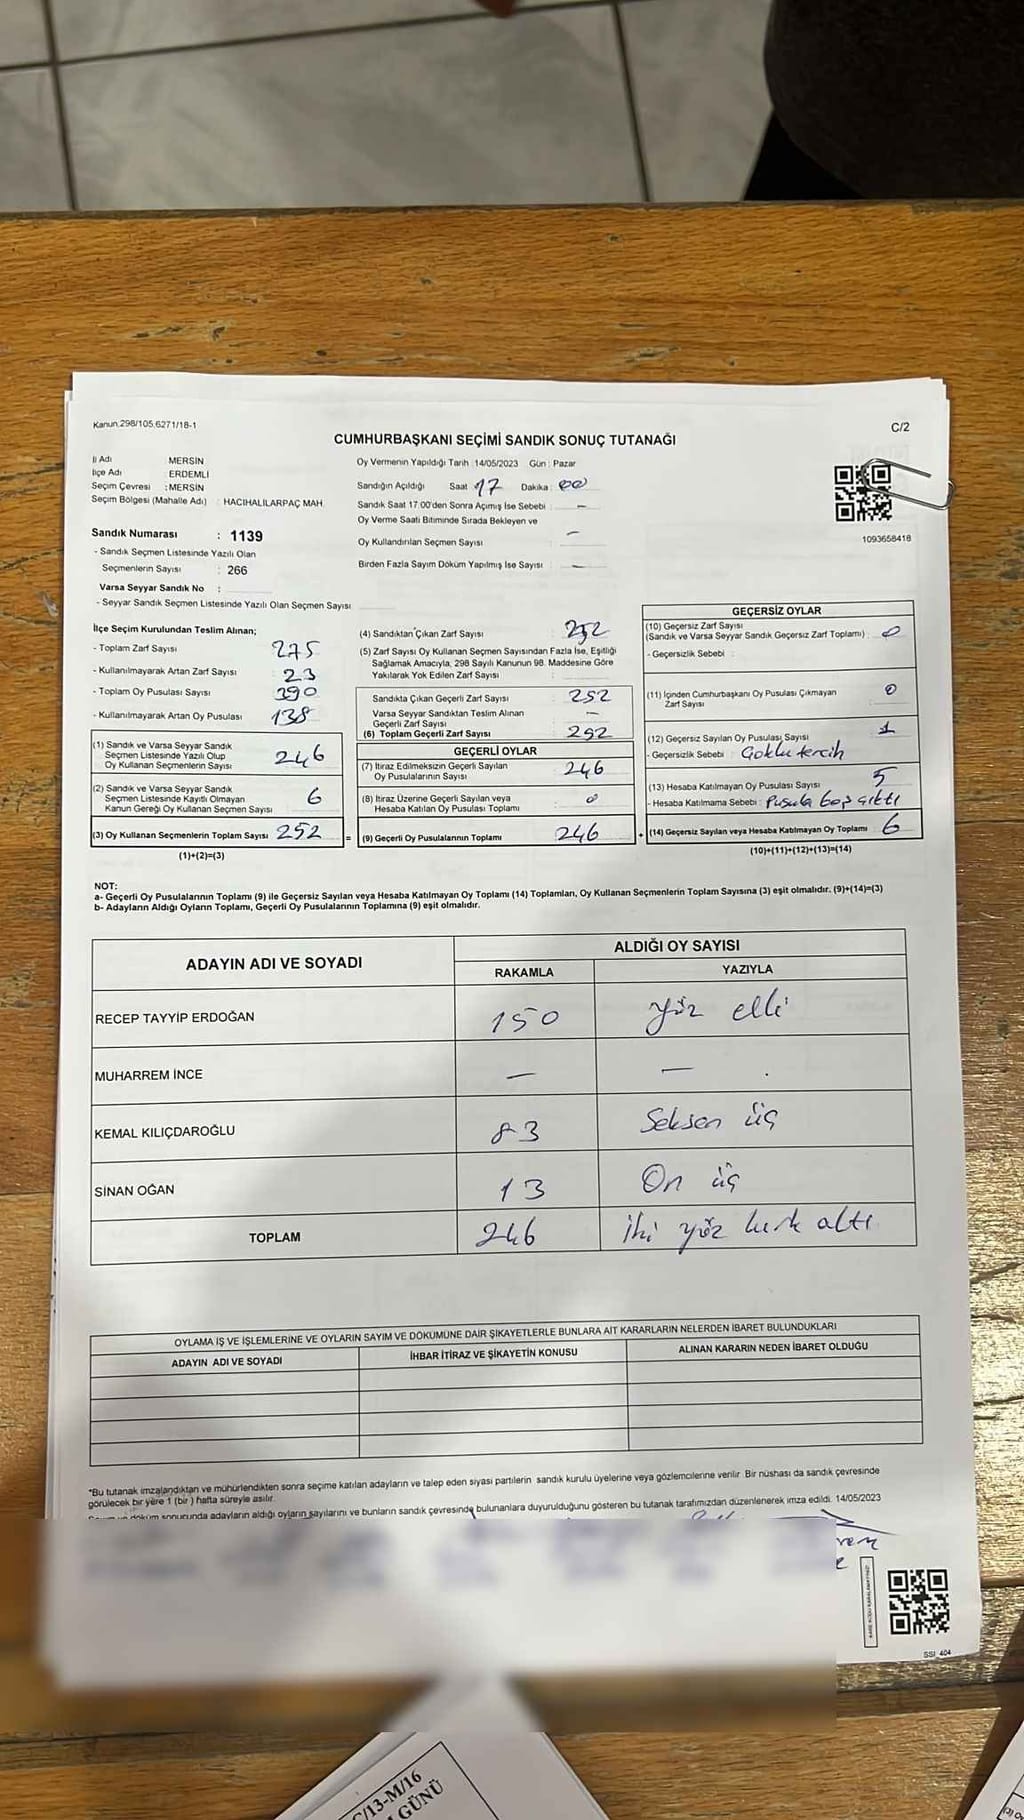 Kanun.298/105.6271/18-1
C/2
CUMHURBAŞKANI SEÇİMİ SANDIK SONUÇ TUTANAĞI
İl Adı : MERSİN
İlçe Adı : ERDEMLİ
Seçim Çevresi : MERSİN
Seçim Bölgesi (Mahalle Adı) : HACIHALİLARPAÇ MAH.
Sandık Numarası : 1139
- Sandık Seçmen Listesinde Yazılı Olan
Seçmenlerin Sayısı : 266
Varsa Seyyar Sandık No :
- Seyyar Sandık Seçmen Listesinde Yazılı Olan Seçmen Sayısı
Oy Vermenin Yapıldığı Tarih :14/05/2023 Gün : Pazar
Sandığın Açıldığı Saat 17 Dakika : 00
Sandık Saat 17.00'den Sonra Açımış İse Sebebi : -
Oy Verme Saati Bitiminde Sırada Bekleyen ve
Oy Kullandırılan Seçmen Sayısı : -
Birden Fazla Sayım Döküm Yapılmış İse Sayısı : -
1093658418
İlçe Seçim Kurulundan Teslim Alınan;
- Toplam Zarf Sayısı 275
- Kullanılmayarak Artan Zarf Sayısı 23
- Toplam Oy Pusulası Sayısı 390
- Kullanılmayarak Artan Oy Pusulası 138
(1) Sandık ve Varsa Seyyar Sandık
Seçmen Listesinde Yazılı Olup
Oy Kullanan Seçmenlerin Sayısı 246
(2) Sandık ve Varsa Seyyar Sandık
Seçmen Listesinde Kayıtlı Olmayan
Kanun Gereği Oy Kullanan Seçmen Sayısı 6
(3) Oy Kullanan Seçmenlerin Toplam Sayısı 252 =
(1)+(2)=(3)
(4) Sandıktan Çıkan Zarf Sayısı : 252
(5) Zarf Sayısı Oy Kullanan Seçmen Sayısından Fazla İse, Eşitliği
Sağlamak Amacıyla, 298 Sayılı Kanunun 98. Maddesine Göre
Yakılarak Yok Edilen Zarf Sayısı :
Sandıkta Çıkan Geçerli Zarf Sayısı : 252
Varsa Seyyar Sandıktan Teslim Alınan
Geçerli Zarf Sayısı : -
(6) Toplam Geçerli Zarf Sayısı : 252
GEÇERLİ OYLAR
(7) İtiraz Edilmeksizin Geçerli Sayılan
Oy Pusulalarının Sayısı : 246
(8) İtiraz Üzerine Geçerli Sayılan veya
Hesaba Katılan Oy Pusulası Toplamı : 0
(9) Geçerli Oy Pusulalarının Toplamı : 246 +
GEÇERSİZ OYLAR
(10) Geçersiz Zarf Sayısı
(Sandık ve Varsa Seyyar Sandık Geçersiz Zarf Toplamı) : 0
- Geçersizlik Sebebi :
(11) İçinden Cumhurbaşkanı Oy Pusulası Çıkmayan
Zarf Sayısı : 0
(12) Geçersiz Sayılan Oy Pusulası Sayısı : 1
- Geçersizlik Sebebi : Çoklu tercih
(13) Hesaba Katılmayan Oy Pusulası Sayısı 5
- Hesaba Katılmama Sebebi : Pusula boş çıktı
(14) Geçersiz Sayılan veya Hesaba Katılmayan Oy Toplamı : 6
(10)+(11)+(12)+(13)=(14)
NOT:
a- Geçerli Oy Pusulalarının Toplamı (9) ile Geçersiz Sayılan veya Hesaba Katılmayan Oy Toplamı (14) Toplamları, Oy Kullanan Seçmenlerin Toplam Sayısına (3) eşit olmalıdır. (9)+(14)=(3)
b- Adayların Aldığı Oyların Toplamı, Geçerli Oy Pusulalarının Toplamına (9) eşit olmalıdır.
ADAYIN ADI VE SOYADI ALDIĞI OY SAYISI
RAKAMLA YAZIYLA
RECEP TAYYİP ERDOĞAN 150 Yüz elli
MUHARREM İNCE - -
KEMAL KILIÇDAROĞLU 83 Seksen üç
SİNAN OĞAN 13 On üç
TOPLAM 246 iki yüz kırk altı
OYLAMA İŞ VE İŞLEMLERİNE VE OYLARIN SAYIM VE DÖKÜMÜNE DAİR ŞİKAYETLERLE BUNLARA AİT KARARLARIN NELERDEN İBARET BULUNDUKLARI
ADAYIN ADI VE SOYADI İHBAR İTİRAZ VE ŞİKAYETİN KONUSU ALINAN KARARIN NEDEN İBARET OLDUĞU
*Bu tutanak imzalandıktan ve mühürlendikten sonra seçime katılan adayların ve talep eden siyasi partilerin sandık kurulu üyelerine veya gözlemcilerine verilir. Bir nüshası da sandık çevresinde
görülecek bir yere 1 (bir ) hafta süreyle asılır.
Sayım ve döküm sonucunda adayların aldığı oyların sayılarını ve bunların sandık çevresinde bulunanlara duyurulduğunu gösteren bu tutanak tarafımızdan düzenlenerek imza edildi. 14/05/2023
SSI_404
C/13-M/16
GÜNÜ